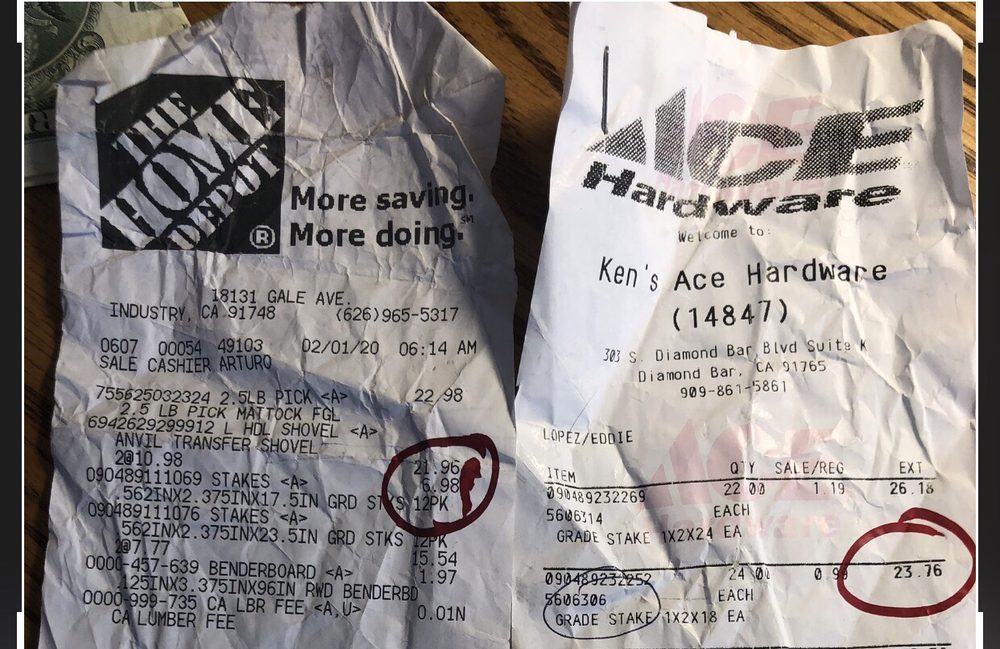 THE
HOME
DEPOT
®
More saving.
More doing.℠
18131 GALE AVE.
INDUSTRY, CA 91748 (626)965-5317
0607 00054 49103 02/01/20 06:14 AM
SALE CASHIER ARTURO
755625032324 2.5LB PICK <A> 22.98
2.5 LB PICK MATTOCK FGL
6942629299912 L HDL SHOVEL <A>
ANVIL TRANSFER SHOVEL
2@10.98 21.96
090489111069 STAKES <A> 6.98
562INX2.375INX17.5IN GRD STKS 12PK
090489111076 STAKES <A>
562INX2.375INX23.5IN GRD STKS 12PK
2@7.77 15.54
0000-457-639 BENDERBOARD <A> 1.97
125INX3.375INX96IN RWD BENDERBD
0000-999-735 CA LBR FEE <A,U> 0.01N
CA LUMBER FEE
ACE
Hardware
Welcome to:
Ken's Ace Hardware
(14847)
303 S. Diamond Bar Blvd Suite K
Diamond Bar, CA 91765
909-861-5861
LOPEZ/EDDIE
ITEM QTY SALE/REG EXT
090489232269 22.00 1.19 26.18
5606314 EACH
GRADE STAKE 1X2X24 EA
090489232252 24.00 0.99 23.76
5606306 EACH
GRADE STAKE 1X2X18 EA